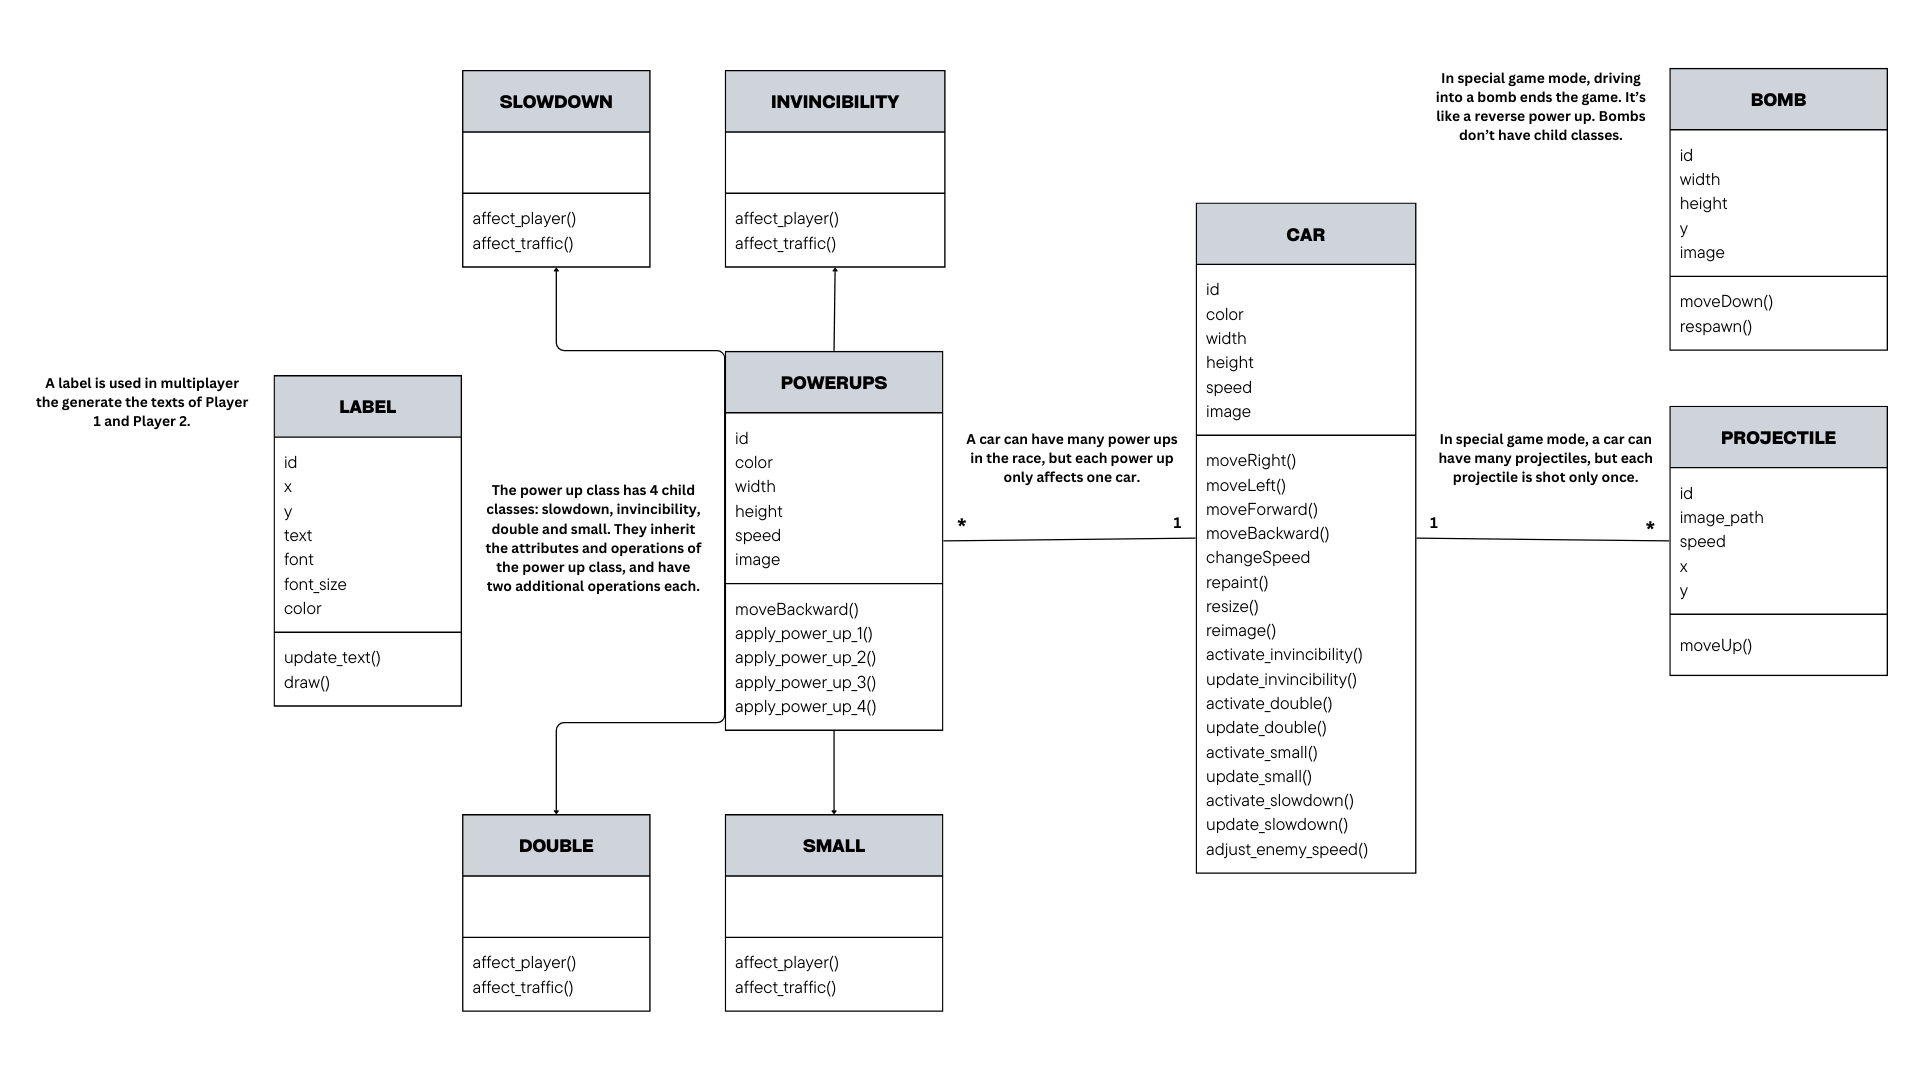 SLOWDOWN
affect_player()
affect_traffic()
INVINCIBILITY
affect_player()
affect_traffic()
In special game mode, driving
into a bomb ends the game. It's
like a reverse power up. Bombs
don't have child classes.
BOMB
id
width
height
y
image
moveDown()
respawn()
A label is used in multiplayer
the generate the texts of Player
1 and Player 2.
LABEL
id
x
y
text
font
font_size
color
update_text()
draw()
The power up class has 4 child
classes: slowdown, invincibility,
double and small. They inherit
the attributes and operations of
the power up class, and have
two additional operations each.
POWERUPS
id
color
width
height
speed
image
moveBackward()
apply_power_up_1()
apply_power_up_2()
apply_power_up_3()
apply_power_up_4()
A car can have many power ups
in the race, but each power up
only affects one car.
* 1
CAR
id
color
width
height
speed
image
moveRight()
moveLeft()
moveForward()
moveBackward()
changeSpeed
repaint()
resize()
reimage()
activate_invincibility()
update_invincibility()
activate_double()
update_double()
activate_small()
update_small()
activate_slowdown()
update_slowdown()
adjust_enemy_speed()
In special game mode, a car can
have many projectiles, but each
projectile is shot only once.
1 *
PROJECTILE
id
image_path
speed
x
y
moveUp()
DOUBLE
affect_player()
affect_traffic()
SMALL
affect_player()
affect_traffic()